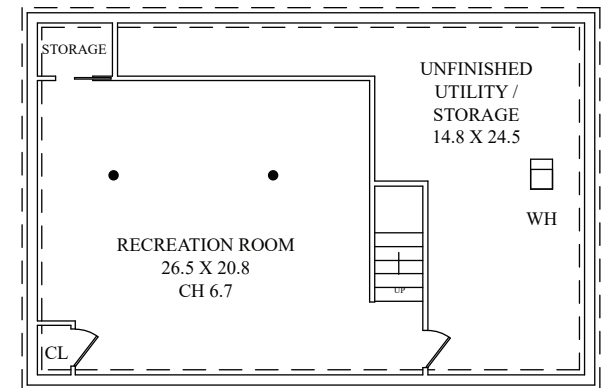 STORAGE
UNFINISHED
UTILITY /
STORAGE
14.8 X 24.5
WH
RECREATION ROOM
26.5 X 20.8
CH 6.7
UP
CL